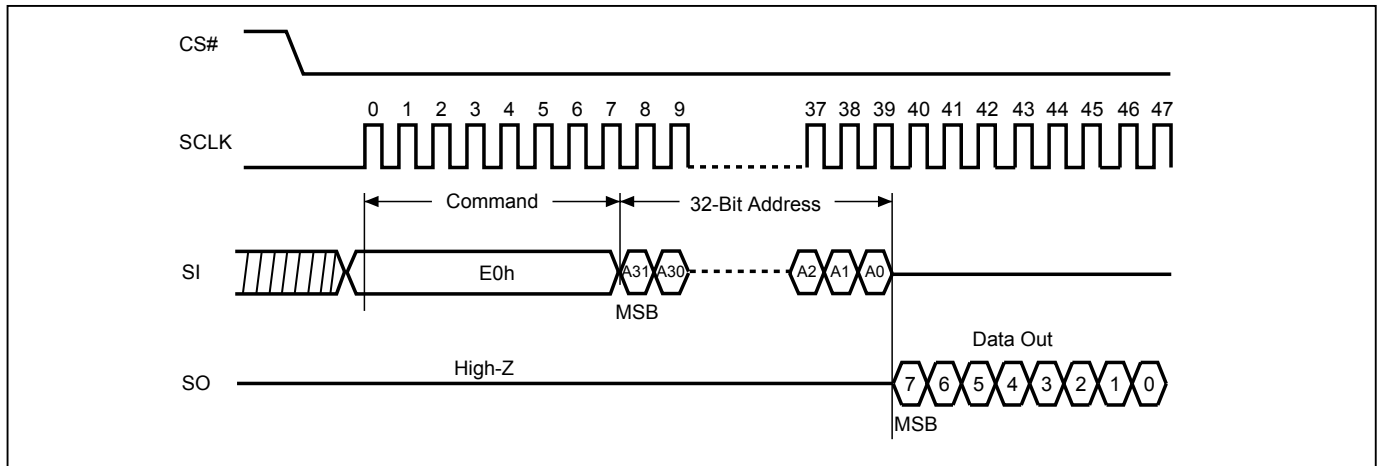 CS#
0 1 2 3 4 5 6 7 8 9 37 38 39 40 41 42 43 44 45 46 47
SCLK
Command 32-Bit Address
SI E0h A31 A30 A2 A1 A0
MSB
Data Out
High-Z
SO 7 6 5 4 3 2 1 0
MSB